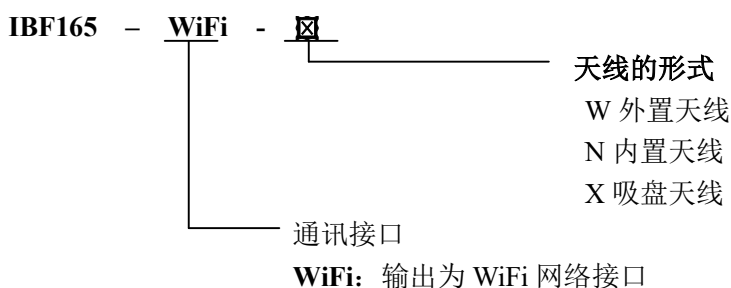 IBF165 – WiFi - ☒
天线的形式
W 外置天线
N 内置天线
X 吸盘天线
通讯接口
WiFi：输出为 WiFi 网络接口